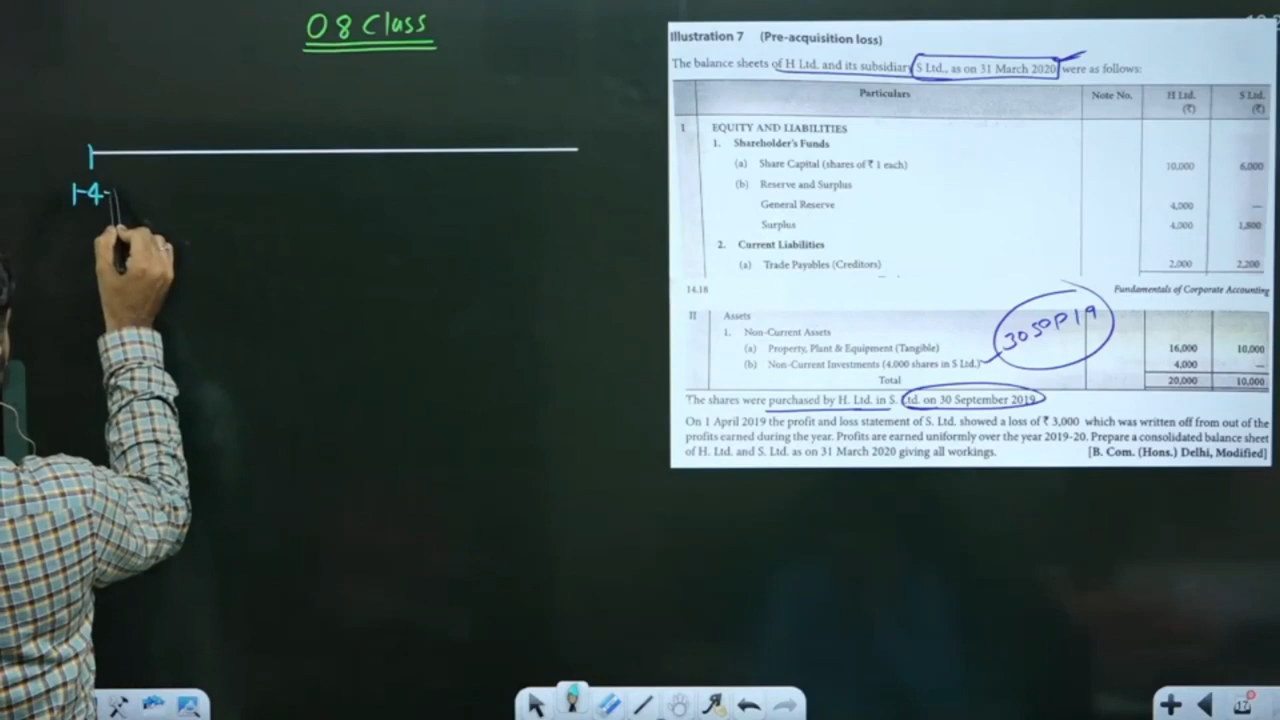 08 Class
1-4-
Illustration 7 (Pre-acquisition loss)
The balance sheets of H Ltd. and its subsidiary S Ltd., as on 31 March 2020 were as follows:
Particulars Note No. H Ltd. (₹) S Ltd. (₹)
I EQUITY AND LIABILITIES
1. Shareholder's Funds
(a) Share Capital (shares of ₹ 1 each) 10,000 6,000
(b) Reserve and Surplus
General Reserve 4,000 —
Surplus 4,000 1,800
2. Current Liabilities
(a) Trade Payables (Creditors) 2,000 2,200
14.18 Fundamentals of Corporate Accounting
II Assets
1. Non-Current Assets
30 SEP 19
(a) Property, Plant & Equipment (Tangible) 16,000 10,000
(b) Non-Current Investments (4,000 shares in S Ltd.) 4,000 —
Total 20,000 10,000
The shares were purchased by H. Ltd. in S. Ltd. on 30 September 2019.
On 1 April 2019 the profit and loss statement of S. Ltd. showed a loss of ₹ 3,000 which was written off from out of the
profits earned during the year. Profits are earned uniformly over the year 2019-20. Prepare a consolidated balance sheet
of H. Ltd. and S. Ltd. as on 31 March 2020 giving all workings. [B. Com. (Hons.) Delhi, Modified]
17